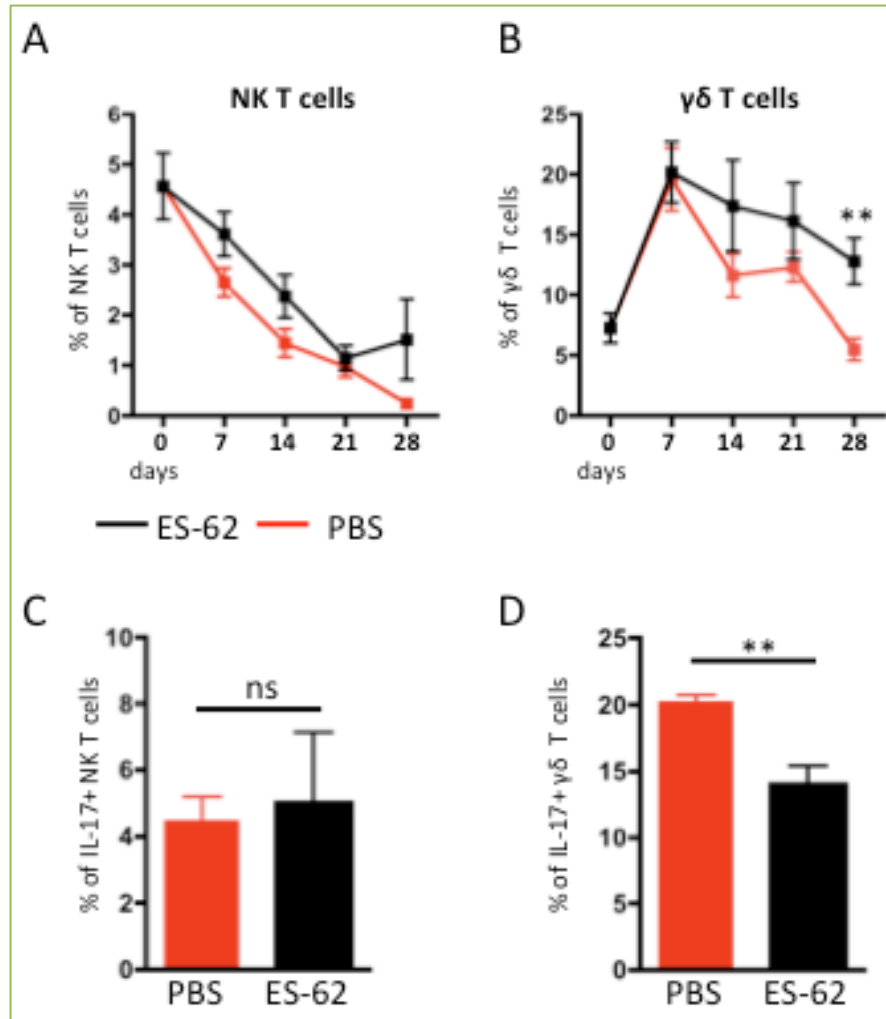 A
NK T cells
% of NK T cells
6
5
4
3
2
1
0
0 7 14 21 28
days
B
γδ T cells
% of γδ T cells
25
20
15
10
5
0
**
0 7 14 21 28
days
ES-62 PBS
C
% of IL-17+ NK T cells
10
8
6
4
2
0
ns
PBS ES-62
D
% of IL-17+ γδ T cells
25
20
15
10
5
0
**
PBS ES-62